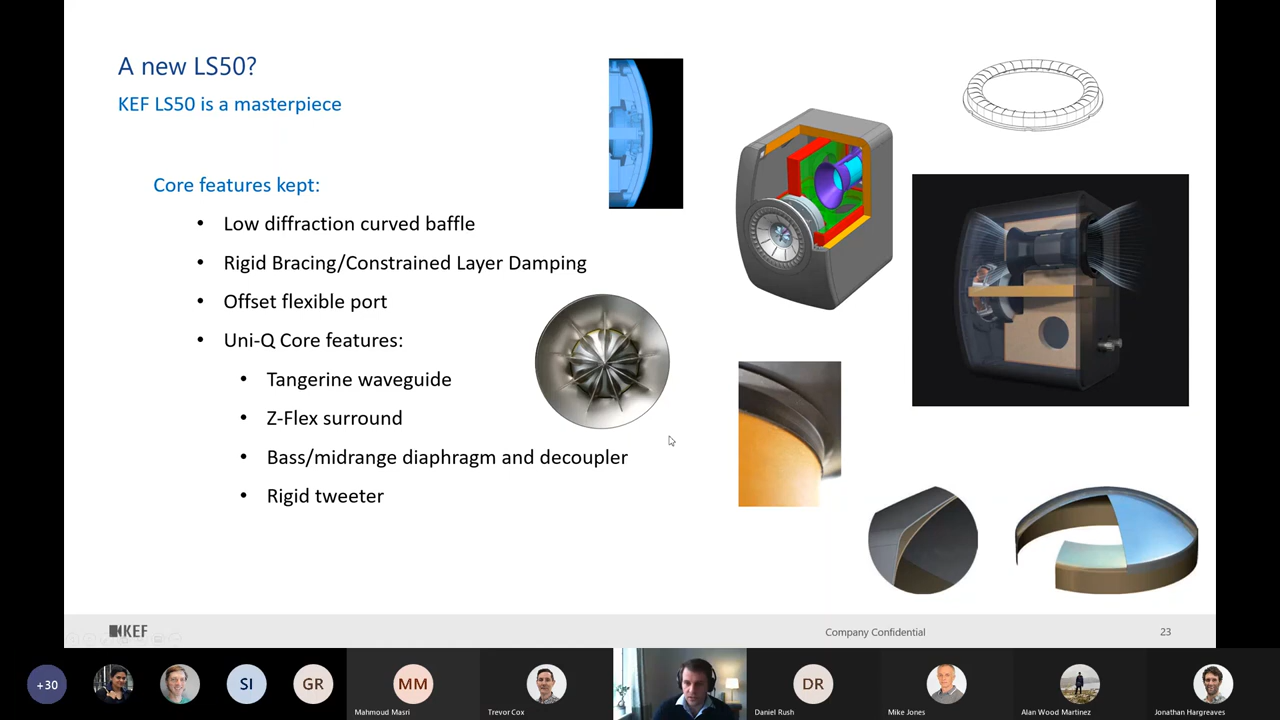 A new LS50?
KEF LS50 is a masterpiece
Core features kept:
• Low diffraction curved baffle
• Rigid Bracing/Constrained Layer Damping
• Offset flexible port
• Uni-Q Core features:
• Tangerine waveguide
• Z-Flex surround
• Bass/midrange diaphragm and decoupler
• Rigid tweeter
KEF
Company Confidential
23
+30
SI
GR
MM
DR
Mahmoud Masri
Trevor Cox
Daniel Rush
Mike Jones
Alan Wood Martinez
Jonathan Hargreaves